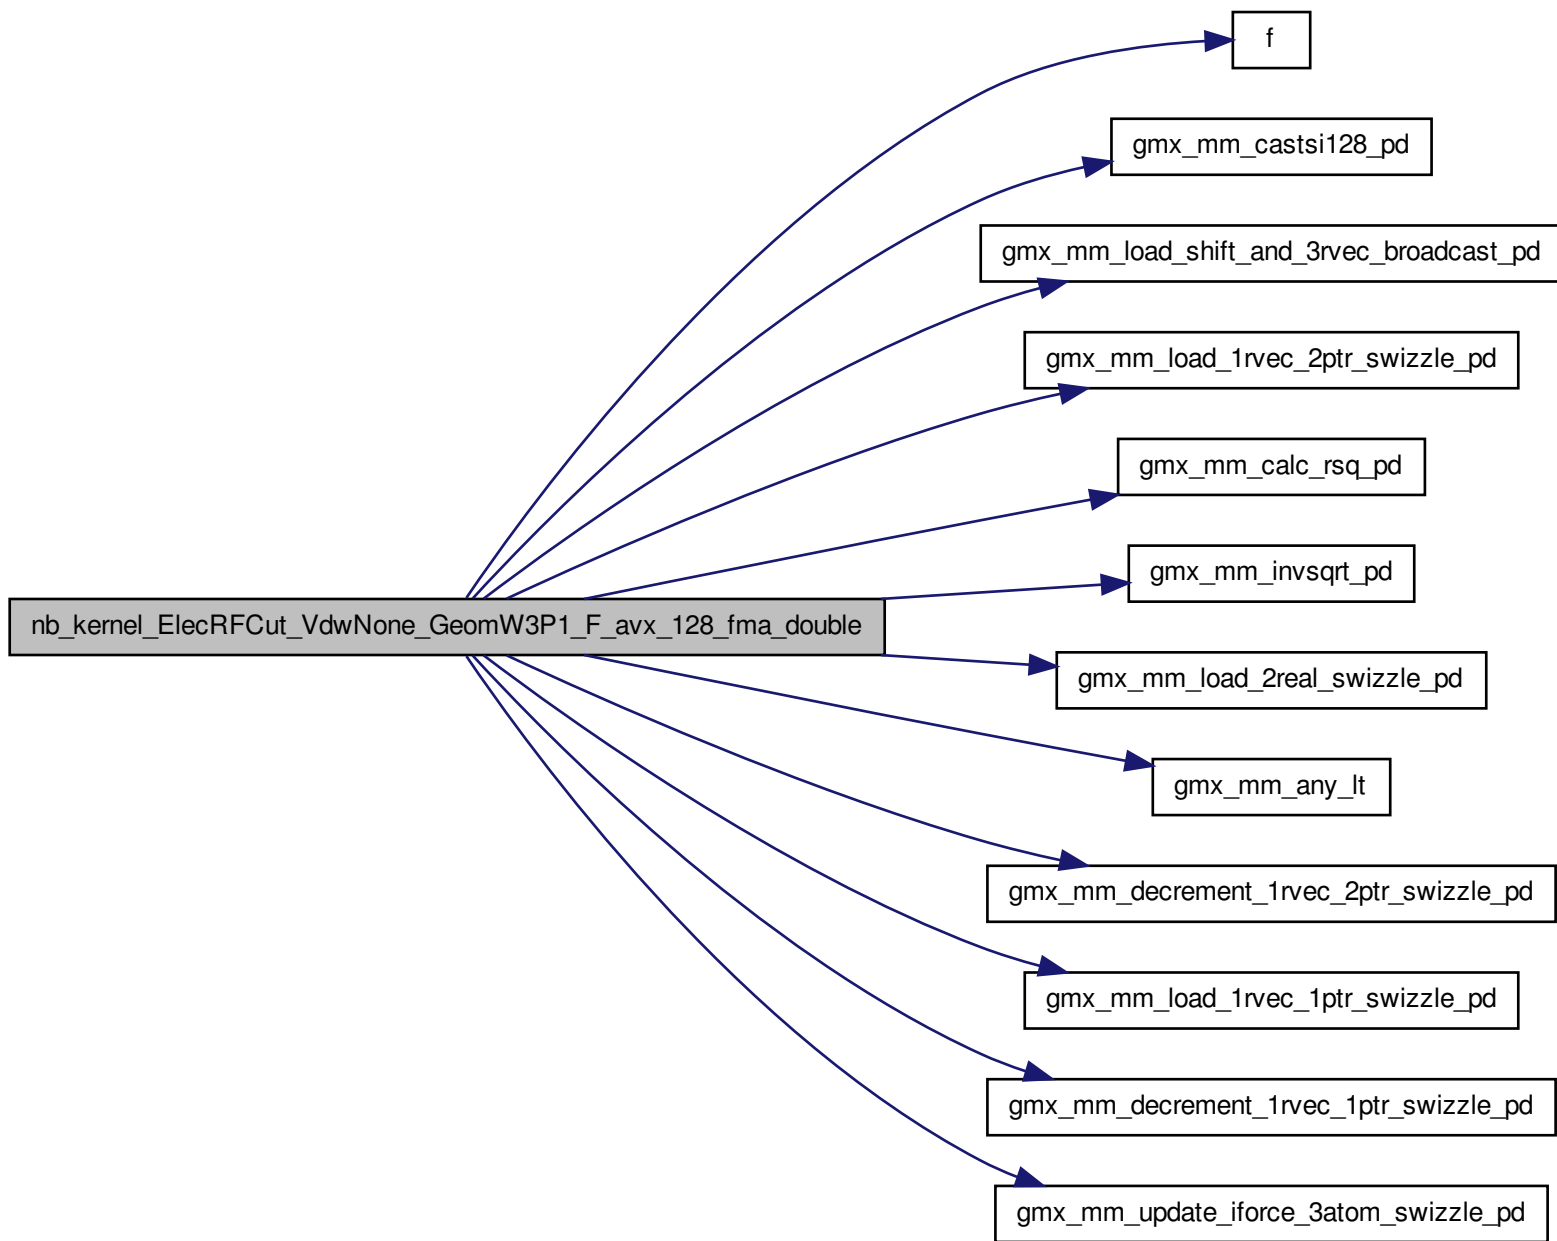 f
gmx_mm_castsi128_pd
gmx_mm_load_shift_and_3rvec_broadcast_pd
gmx_mm_load_1rvec_2ptr_swizzle_pd
gmx_mm_calc_rsq_pd
gmx_mm_invsqrt_pd
nb_kernel_ElecRFCut_VdwNone_GeomW3P1_F_avx_128_fma_double
gmx_mm_load_2real_swizzle_pd
gmx_mm_any_lt
gmx_mm_decrement_1rvec_2ptr_swizzle_pd
gmx_mm_load_1rvec_1ptr_swizzle_pd
gmx_mm_decrement_1rvec_1ptr_swizzle_pd
gmx_mm_update_iforce_3atom_swizzle_pd